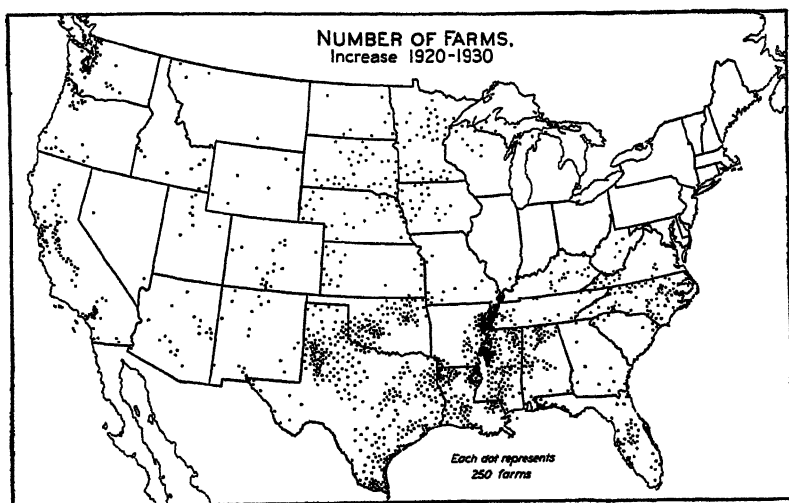 NUMBER OF FARMS.
Increase 1920-1930
Each dot represents
250 farms